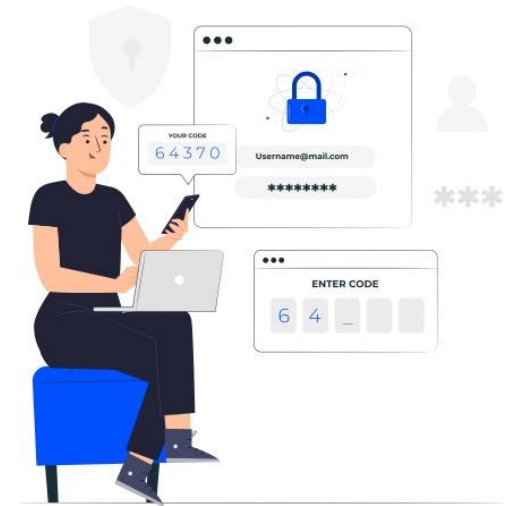 YOUR CODE
64370
Username@mail.com
********
***
ENTER CODE
6 4 _